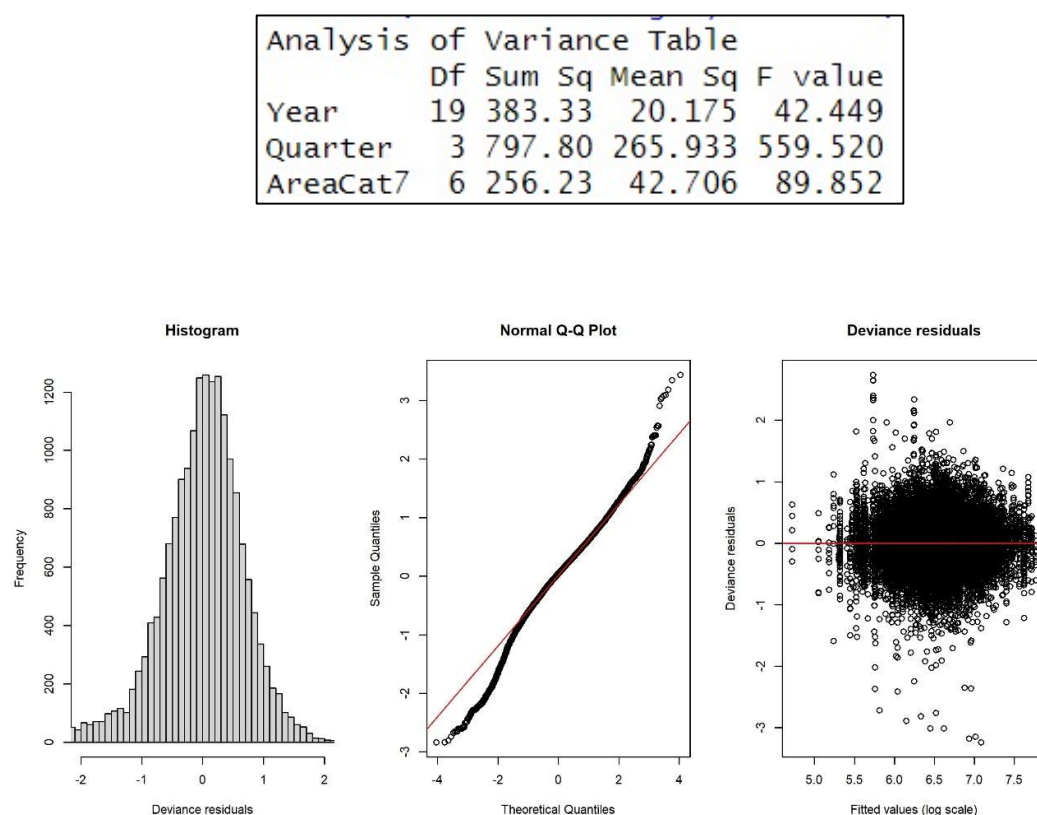 Analysis of Variance Table
Df Sum Sq Mean Sq F value
Year 19 383.33 20.175 42.449
Quarter 3 797.80 265.933 559.520
AreaCat7 6 256.23 42.706 89.852
Histogram
Frequency
1200
1000
800
600
400
200
0
-2 -1 0 1 2
Deviance residuals
Normal Q-Q Plot
Sample Quantiles
3
2
1
0
-1
-2
-3
-4 -2 0 2 4
Theoretical Quantiles
Deviance residuals
Deviance residuals
2
1
0
-1
-2
-3
5.0 5.5 6.0 6.5 7.0 7.5
Fitted values (log scale)